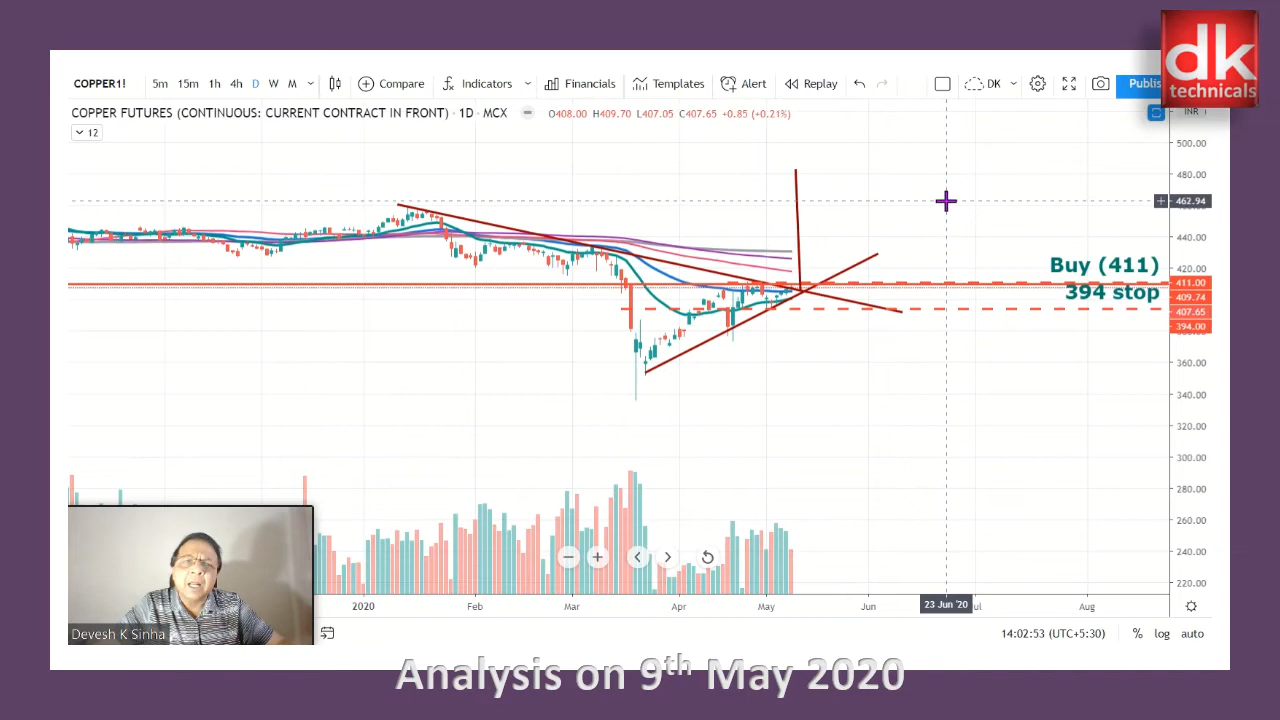 dk
technicals
COPPER1! 5m 15m 1h 4h D W M Compare Indicators Financials Templates Alert Replay DK Publis
COPPER FUTURES (CONTINUOUS: CURRENT CONTRACT IN FRONT) · 1D · MCX O408.00 H409.70 L407.05 C407.65 +0.85 (+0.21%) INR
12
500.00
480.00
462.94
440.00
420.00
Buy (411)
411.00
394 stop
409.74
407.65
394.00
360.00
340.00
320.00
300.00
280.00
260.00
240.00
220.00
2020 Feb Mar Apr May Jun 23 Jun '20 ul Aug
Devesh K Sinha
14:02:53 (UTC+5:30) % log auto
Analysis on 9th May 2020